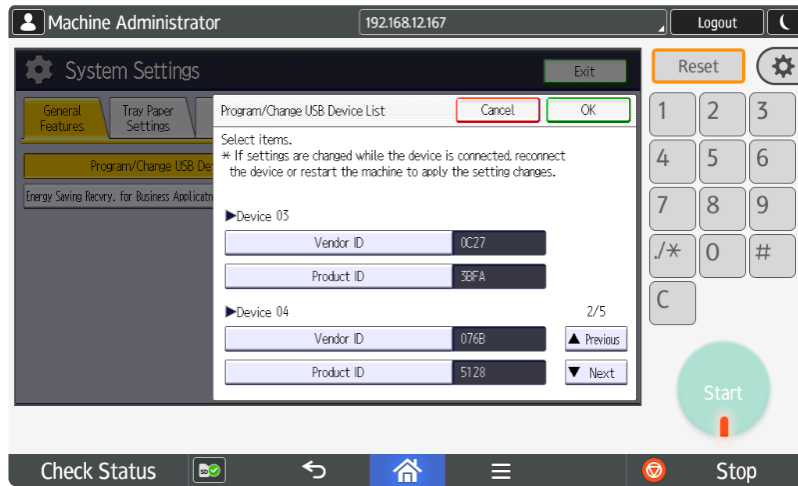 Machine Administrator
192.168.12.167
Logout
System Settings
Exit
Reset
General
Features
Tray Paper
Settings
Program/Change USB Device List
Cancel
OK
Select items.
* If settings are changed while the device is connected, reconnect
the device or restart the machine to apply the setting changes.
Program/Change USB De
Energy Saving Recvry. for Business Applicatn
▶Device 03
Vendor ID
0C27
Product ID
3BFA
▶Device 04
2/5
Vendor ID
076B
▲ Previous
Product ID
5128
▼ Next
1 2 3
4 5 6
7 8 9
./* 0 #
C
Start
Check Status
SD
Stop